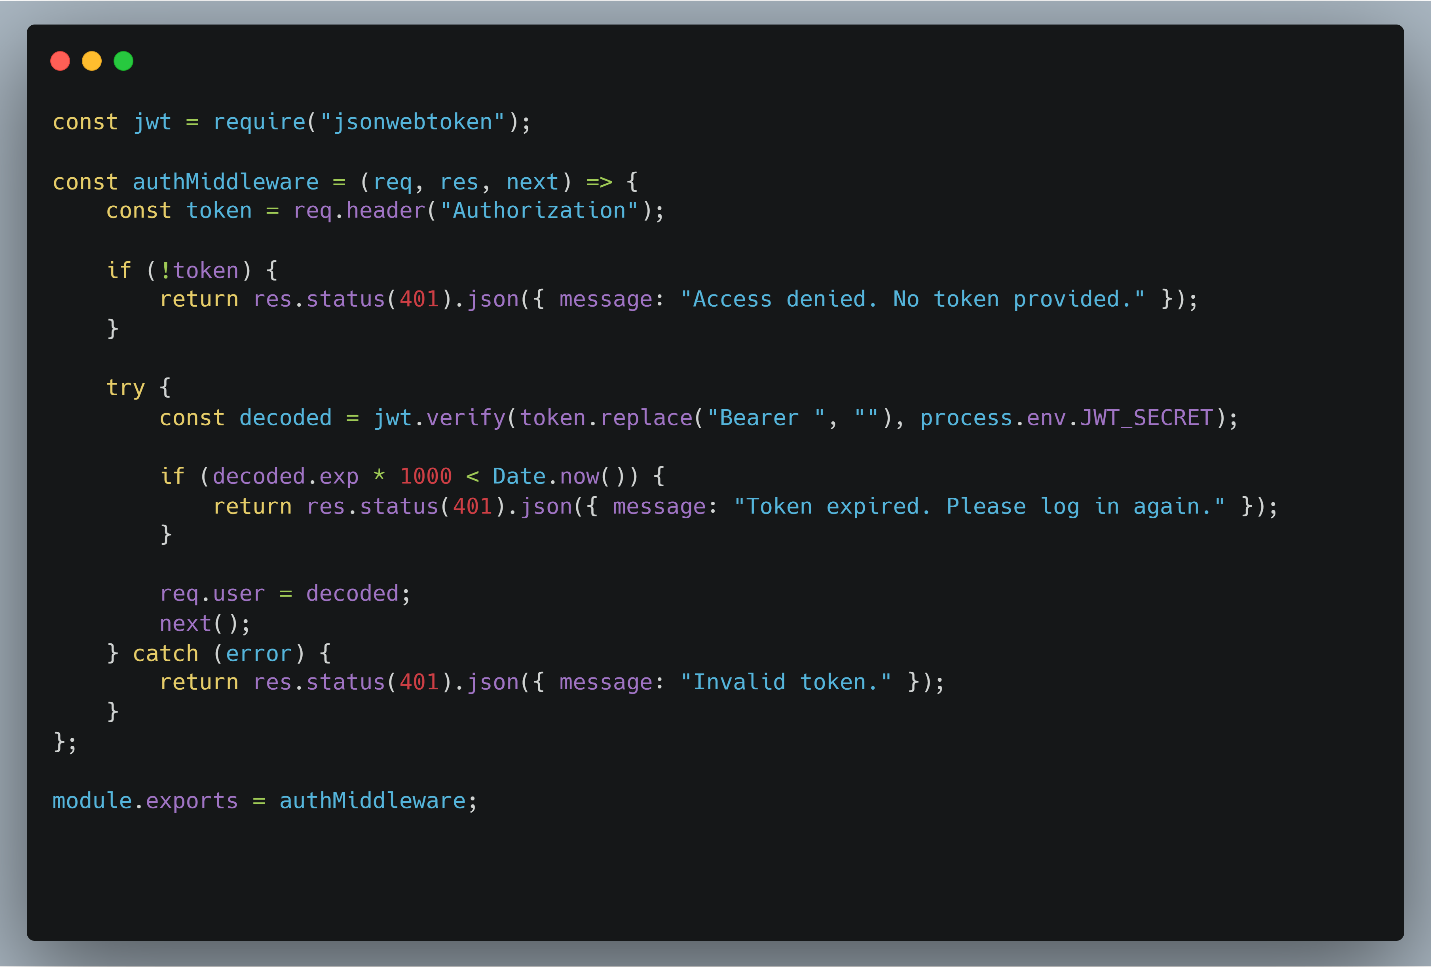 const jwt = require("jsonwebtoken");

const authMiddleware = (req, res, next) => {
    const token = req.header("Authorization");

    if (!token) {
        return res.status(401).json({ message: "Access denied. No token provided." });
    }

    try {
        const decoded = jwt.verify(token.replace("Bearer ", ""), process.env.JWT_SECRET);

        if (decoded.exp * 1000 < Date.now()) {
            return res.status(401).json({ message: "Token expired. Please log in again." });
        }

        req.user = decoded;
        next();
    } catch (error) {
        return res.status(401).json({ message: "Invalid token." });
    }
};

module.exports = authMiddleware;